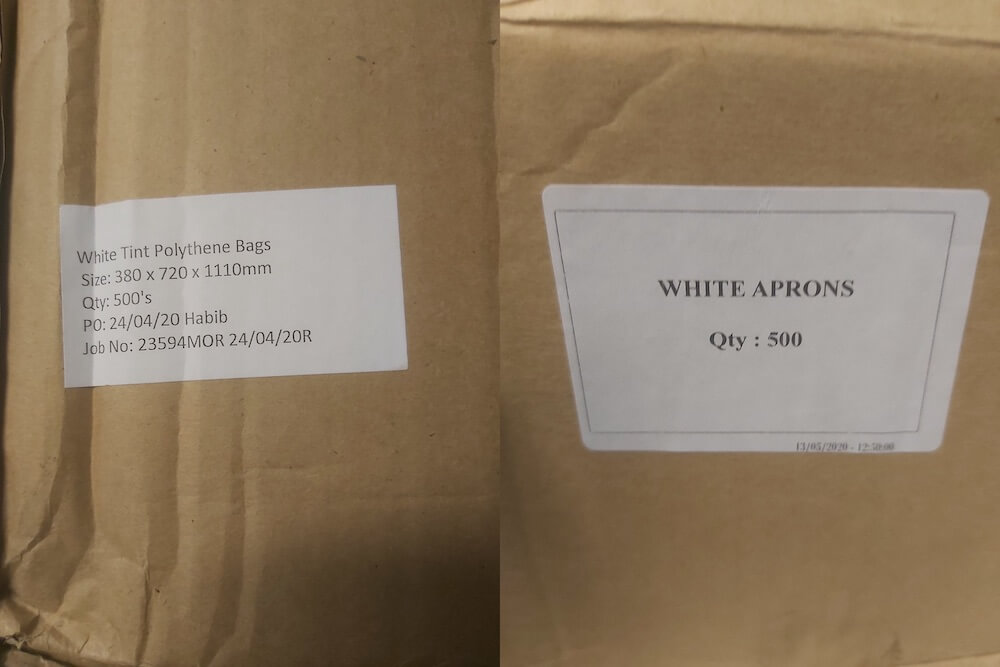 White Tint Polythene Bags
Size: 380 x 720 x 1110mm
Qty: 500's
PO: 24/04/20 Habib
Job No: 23594MOR 24/04/20R
WHITE APRONS
Qty : 500
13/05/2020 - 12:50:00